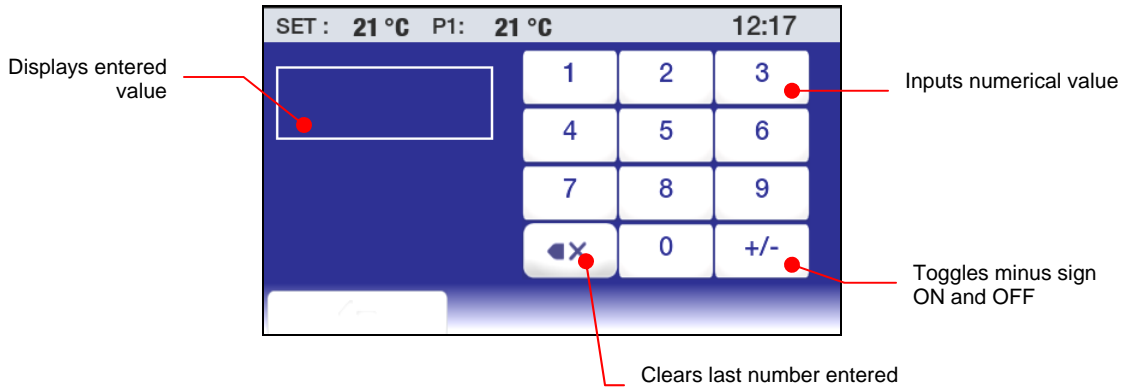 SET : 21 °C P1: 21 °C 12:17
Displays entered
value
1 2 3
Inputs numerical value
4 5 6
7 8 9
0 +/-
Toggles minus sign
ON and OFF
Clears last number entered